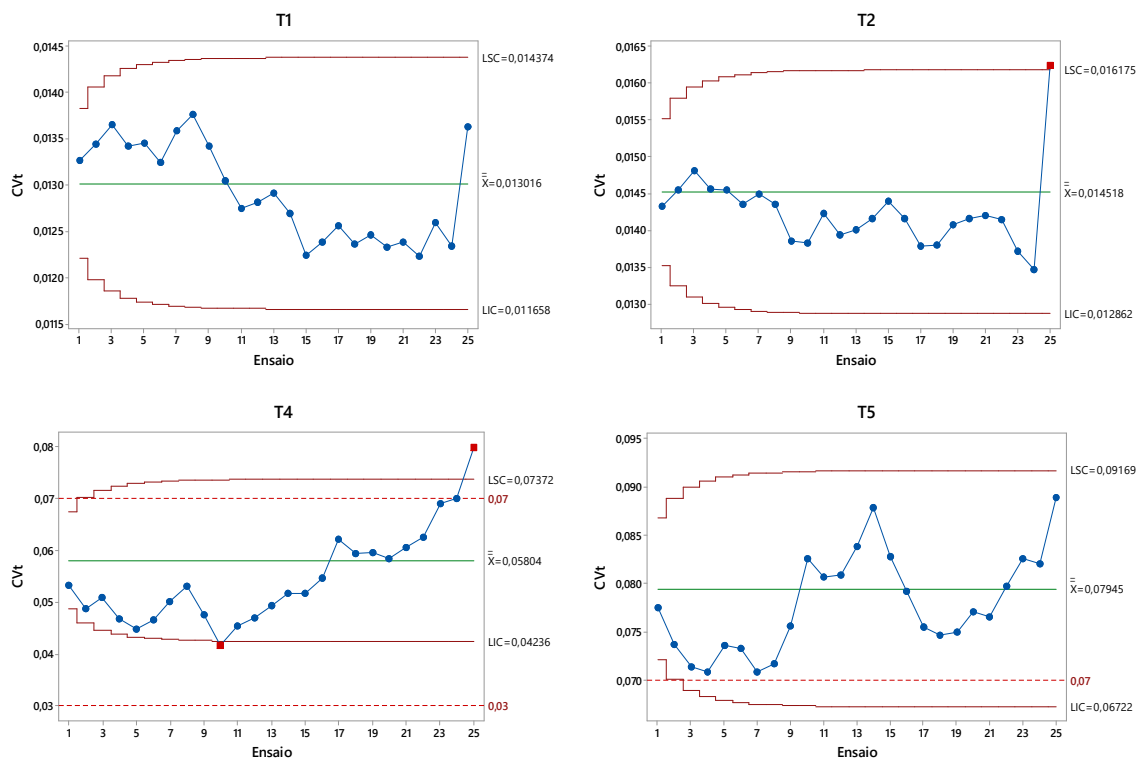 T1
CVt
0,0145
0,0140
0,0135
0,0130
0,0125
0,0120
0,0115
LSC=0,014374
X=0,013016
LIC=0,011658
1 3 5 7 9 11 13 15 17 19 21 23 25
Ensaio
T2
CVt
0,0165
0,0160
0,0155
0,0150
0,0145
0,0140
0,0135
0,0130
LSC=0,016175
X=0,014518
LIC=0,012862
1 3 5 7 9 11 13 15 17 19 21 23 25
Ensaio
T4
CVt
0,08
0,07
0,06
0,05
0,04
0,03
LSC=0,07372
0,07
X=0,05804
LIC=0,04236
0,03
1 3 5 7 9 11 13 15 17 19 21 23 25
Ensaio
T5
CVt
0,095
0,090
0,085
0,080
0,075
0,070
LSC=0,09169
X=0,07945
0,07
LIC=0,06722
1 3 5 7 9 11 13 15 17 19 21 23 25
Ensaio